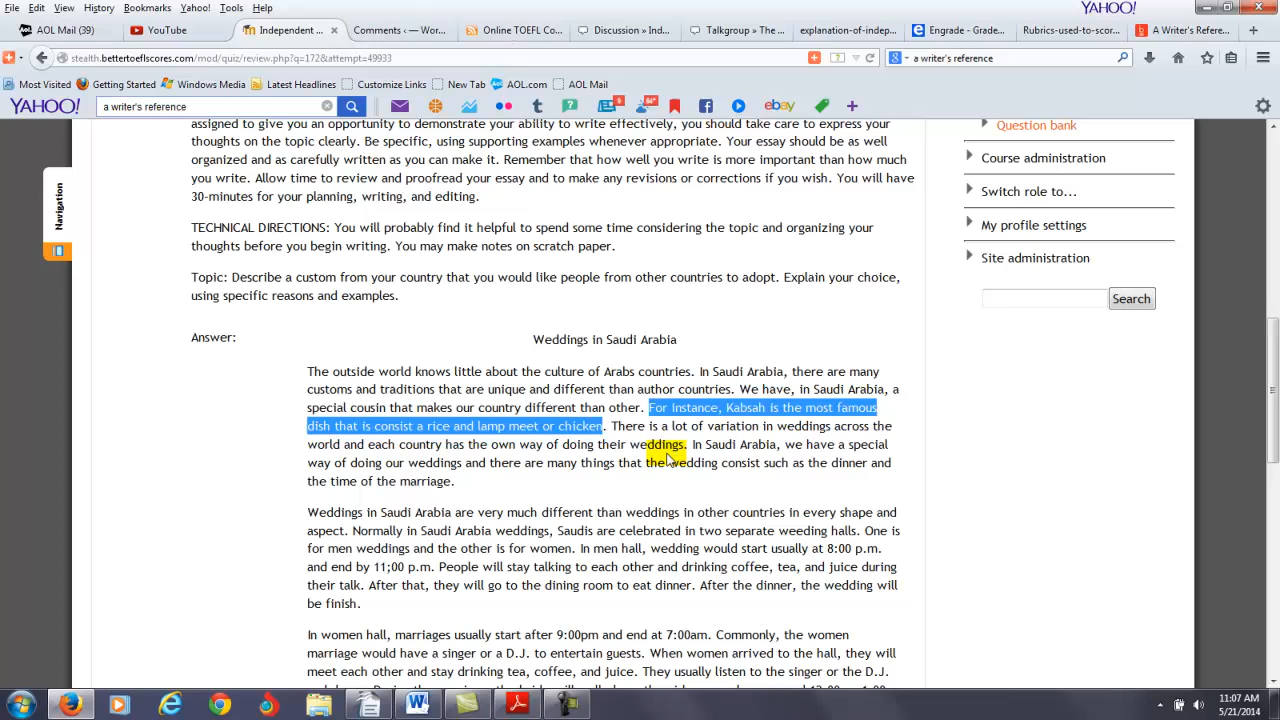 File Edit View History Bookmarks Yahoo! Tools Help YAHOO!
AOL Mail (39) YouTube Independent ... Comments ‹ — Wor... Online TOEFL Co... Discussion » Ind... Talkgroup » The ... explanation-of-indep... Engrade - Grade... Rubrics-used-to-scor... A Writer's Refere...
stealth.bettertoeflscores.com/mod/quiz/review.php?q=172&attempt=49933 a writer's reference
Most Visited Getting Started Windows Media Latest Headlines Customize Links New Tab AOL.com AOL Mail
YAHOO! a writer's reference ebay
assigned to give you an opportunity to demonstrate your ability to write effectively, you should take care to express your
thoughts on the topic clearly. Be specific, using supporting examples whenever appropriate. Your essay should be as well
organized and as carefully written as you can make it. Remember that how well you write is more important than how much
you write. Allow time to review and proofread your essay and to make any revisions or corrections if you wish. You will have
30-minutes for your planning, writing, and editing.
TECHNICAL DIRECTIONS: You will probably find it helpful to spend some time considering the topic and organizing your
thoughts before you begin writing. You may make notes on scratch paper.
Topic: Describe a custom from your country that you would like people from other countries to adopt. Explain your choice,
using specific reasons and examples.
Answer:
Weddings in Saudi Arabia
The outside world knows little about the culture of Arabs countries. In Saudi Arabia, there are many
customs and traditions that are unique and different than author countries. We have, in Saudi Arabia, a
special cousin that makes our country different than other. For Instance, Kabsah is the most famous
dish that is consist a rice and lamp meet or chicken. There is a lot of variation in weddings across the
world and each country has the own way of doing their weddings. In Saudi Arabia, we have a special
way of doing our weddings and there are many things that the wedding consist such as the dinner and
the time of the marriage.
Weddings in Saudi Arabia are very much different than weddings in other countries in every shape and
aspect. Normally in Saudi Arabia weddings, Saudis are celebrated in two separate weeding halls. One is
for men weddings and the other is for women. In men hall, wedding would start usually at 8:00 p.m.
and end by 11;00 p.m. People will stay talking to each other and drinking coffee, tea, and juice during
their talk. After that, they will go to the dining room to eat dinner. After the dinner, the wedding will
be finish.
In women hall, marriages usually start after 9:00pm and end at 7:00am. Commonly, the women
marriage would have a singer or a D.J. to entertain guests. When women arrived to the hall, they will
meet each other and stay drinking tea, coffee, and juice. They usually listen to the singer or the D.J.
Navigation
Question bank
Course administration
Switch role to...
My profile settings
Site administration
Search
11:07 AM
5/21/2014